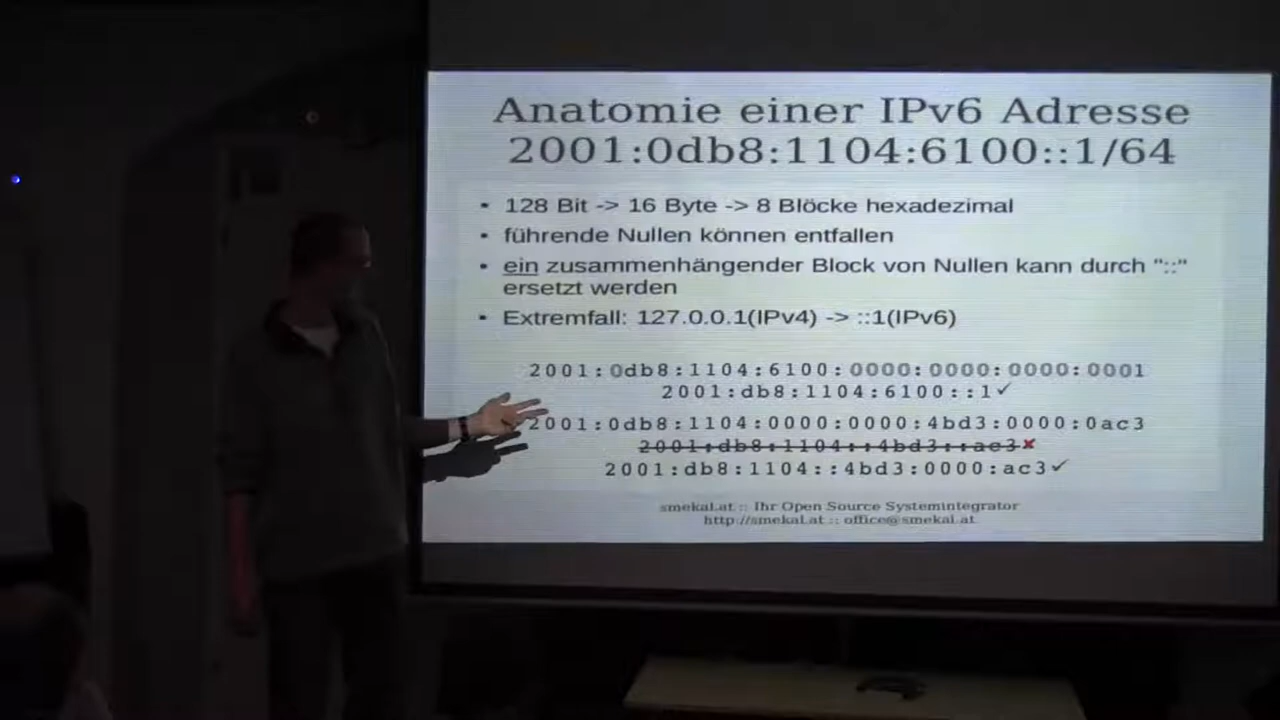 Anatomie einer IPv6 Adresse
2001:0db8:1104:6100::1/64
• 128 Bit -> 16 Byte -> 8 Blöcke hexadezimal
• führende Nullen können entfallen
• ein zusammenhängender Block von Nullen kann durch "::"
ersetzt werden
• Extremfall: 127.0.0.1(IPv4) -> ::1(IPv6)
2001:0db8:1104:6100:0000:0000:0000:0001
2001:db8:1104:6100::1✓
2001:0db8:1104:0000:0000:4bd3:0000:0ac3
2001:db8:1104::4bd3::ac3✗
2001:db8:1104::4bd3:0000:ac3✓
smekal.at :: Ihr Open Source Systemintegrator
http://smekal.at :: office@smekal.at